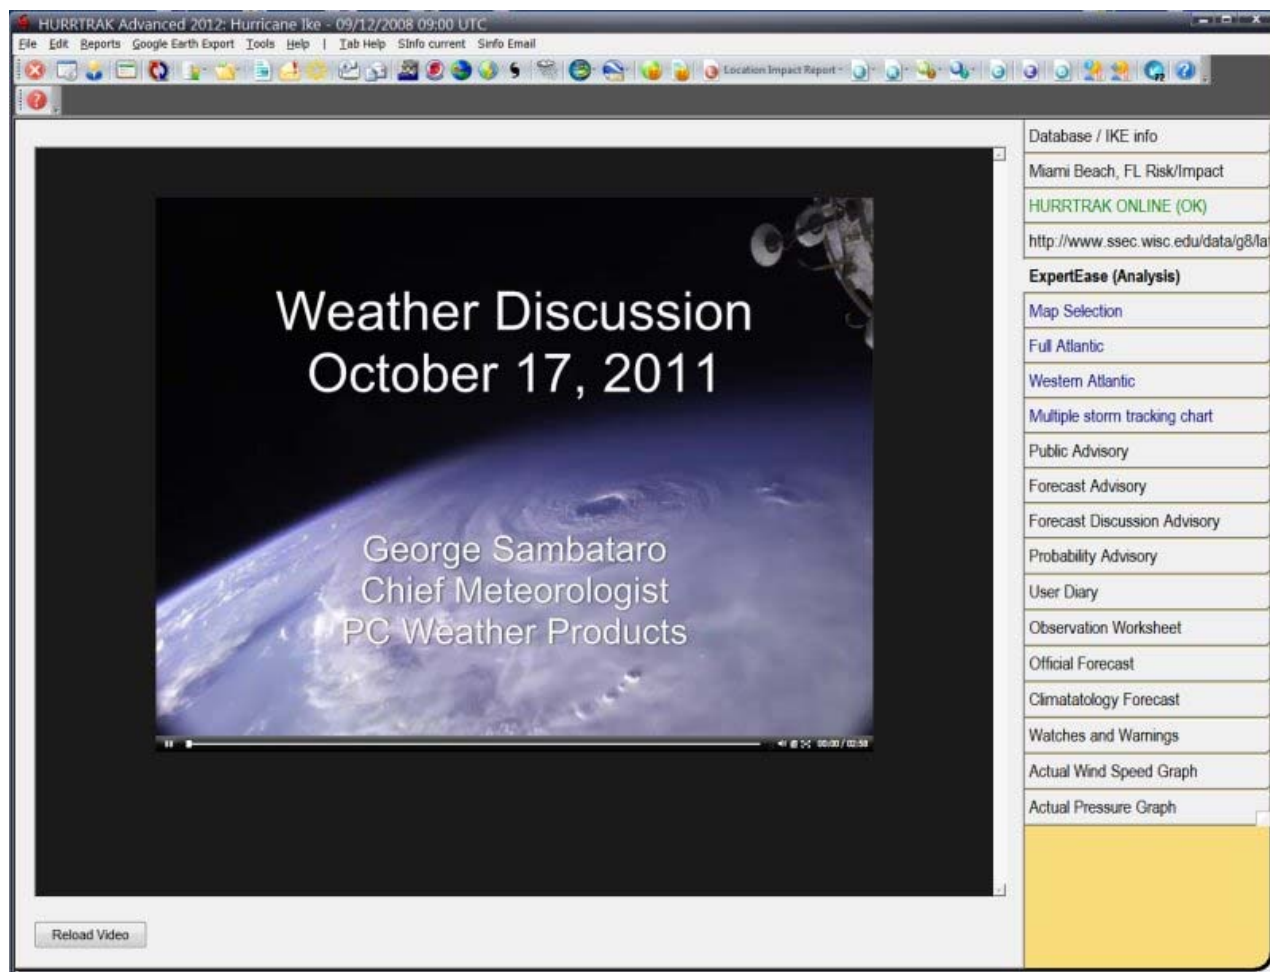 HURRTRAK Advanced 2012: Hurricane Ike - 09/12/2008 09:00 UTC
File Edit Reports Google Earth Export Tools Help | Tab Help SInfo current Sinfo Email
Location Impact Report
Database / IKE info
Miami Beach, FL Risk/Impact
HURRTRAK ONLINE (OK)
http://www.ssec.wisc.edu/data/g8/la
ExpertEase (Analysis)
Map Selection
Full Atlantic
Western Atlantic
Multiple storm tracking chart
Public Advisory
Forecast Advisory
Forecast Discussion Advisory
Probability Advisory
User Diary
Observation Worksheet
Official Forecast
Climatatology Forecast
Watches and Warnings
Actual Wind Speed Graph
Actual Pressure Graph
Weather Discussion
October 17, 2011
George Sambataro
Chief Meteorologist
PC Weather Products
00:00 / 02:58
Reload Video